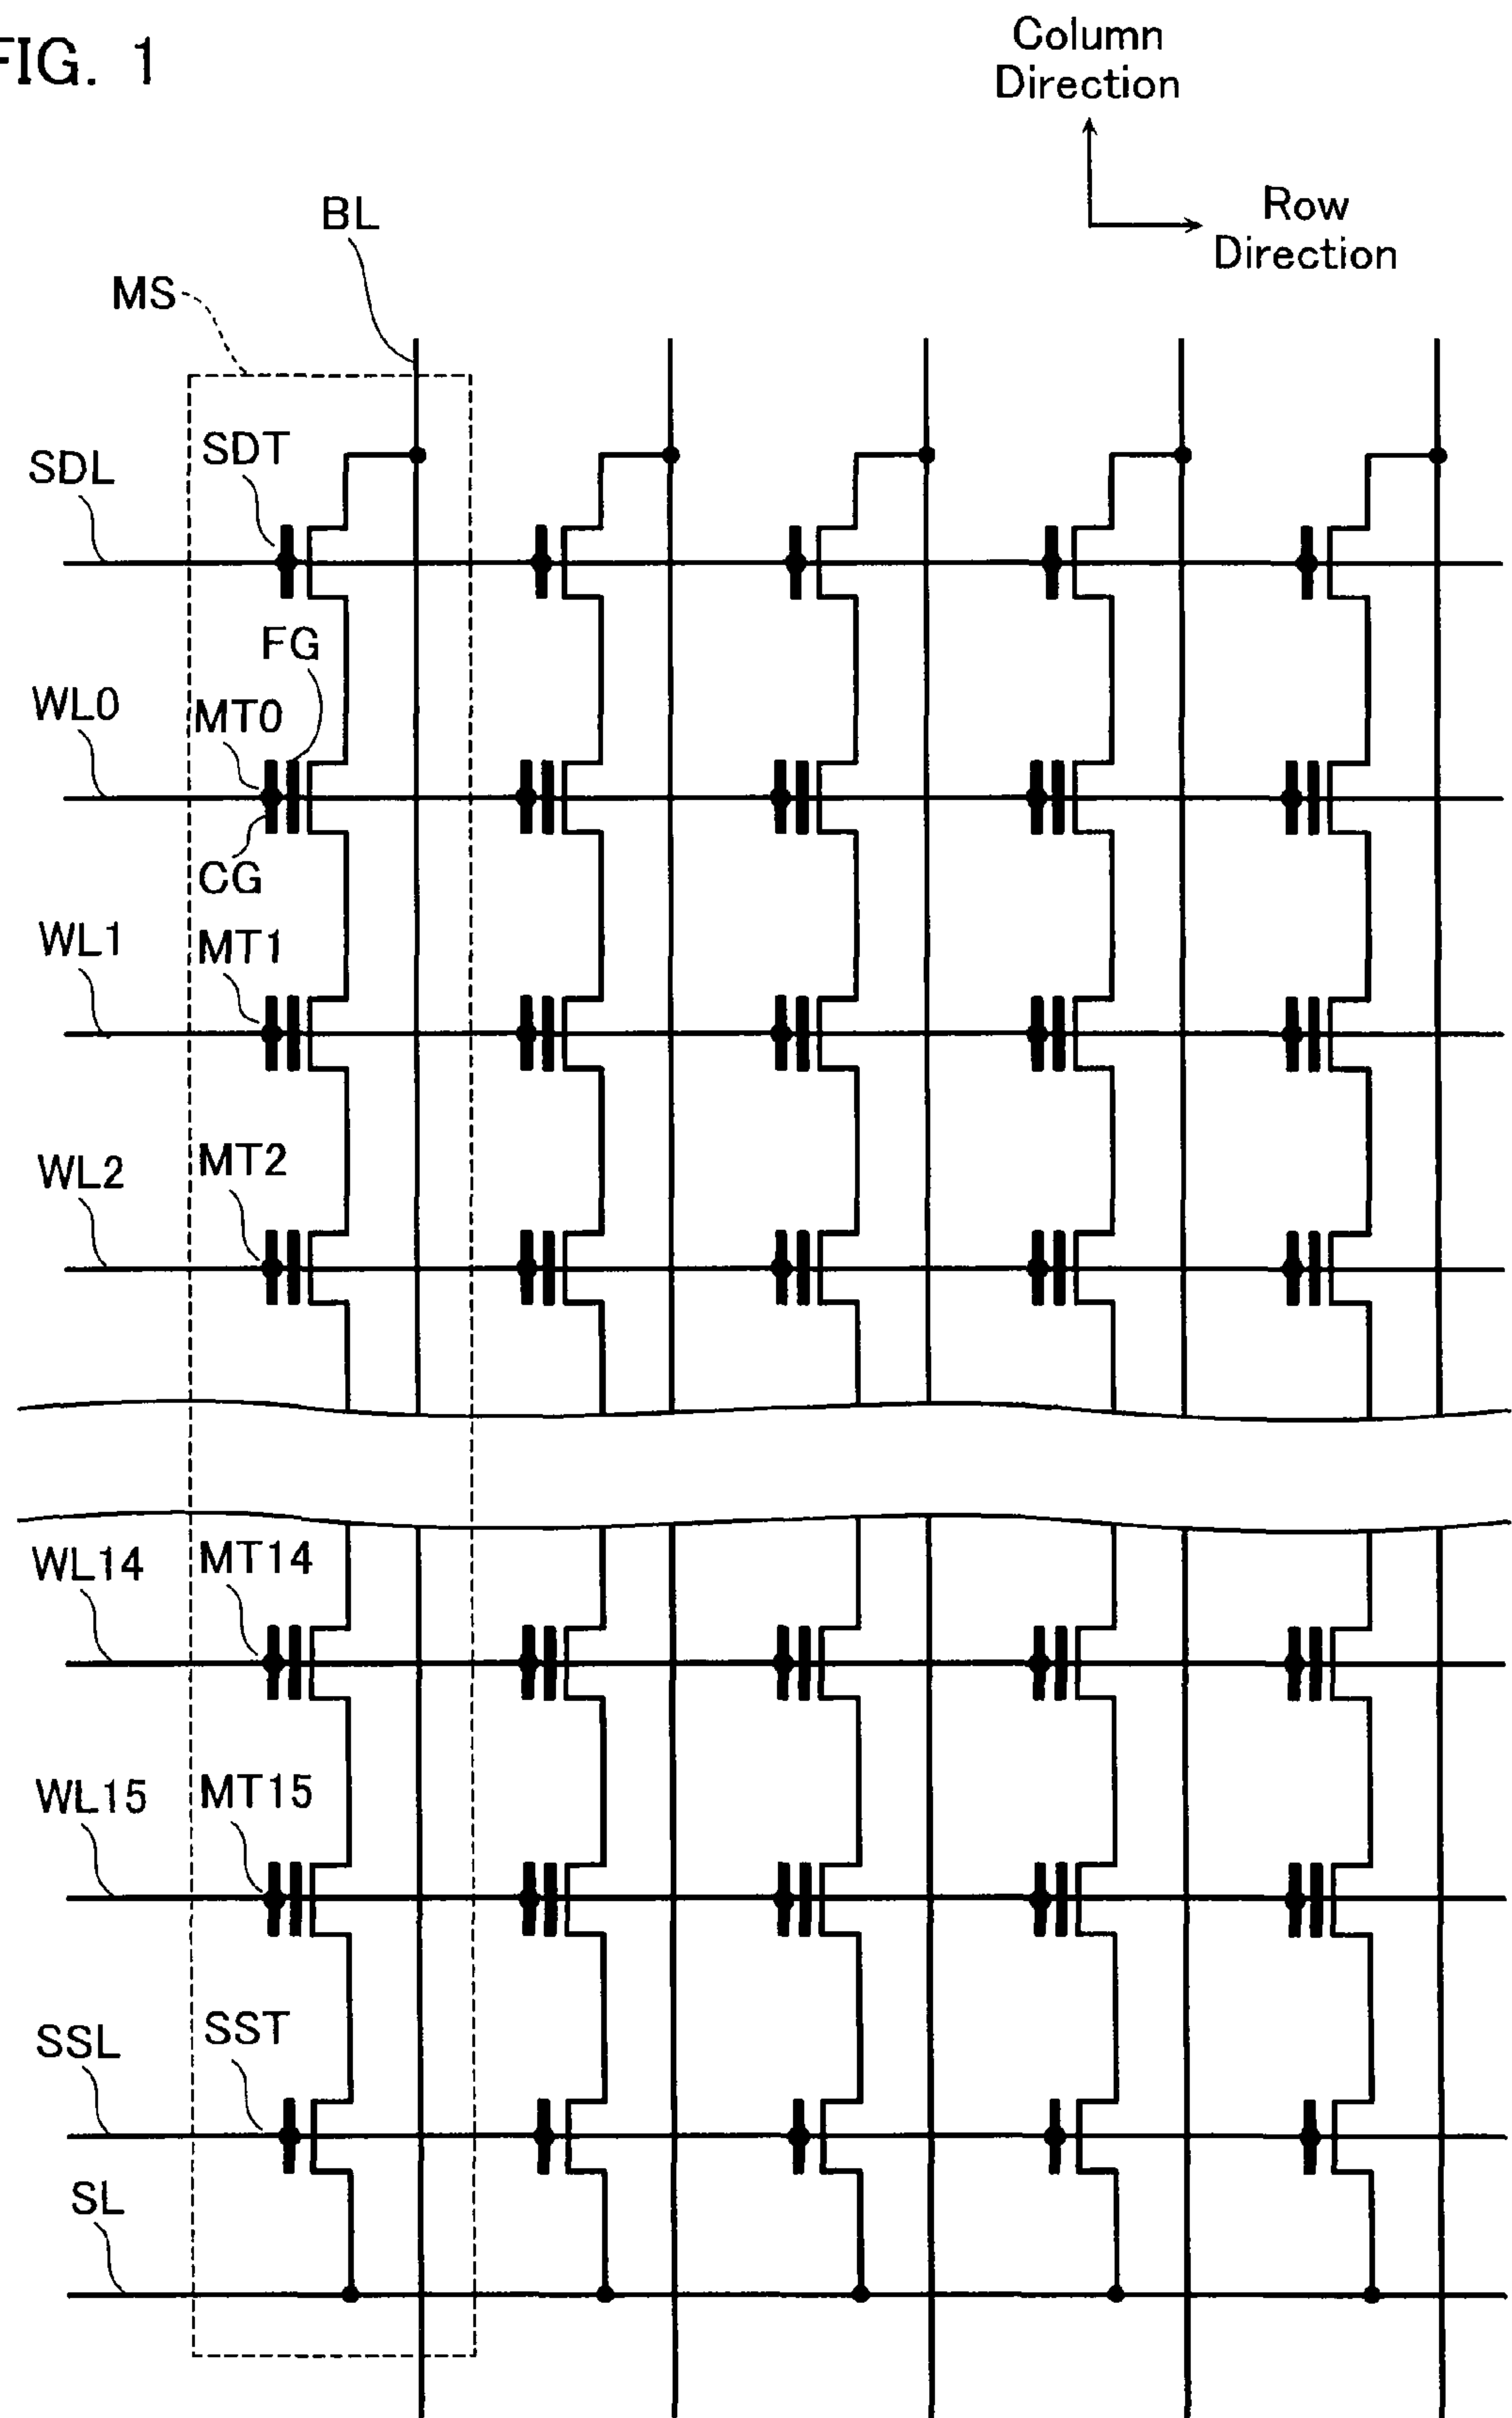 FIG. 1
Column
Direction
Row
Direction
BL
MS
SDT
SDL
FG
WL0
MT0
CG
WL1
MT1
WL2
MT2
WL14
MT14
WL15
MT15
SSL
SST
SL